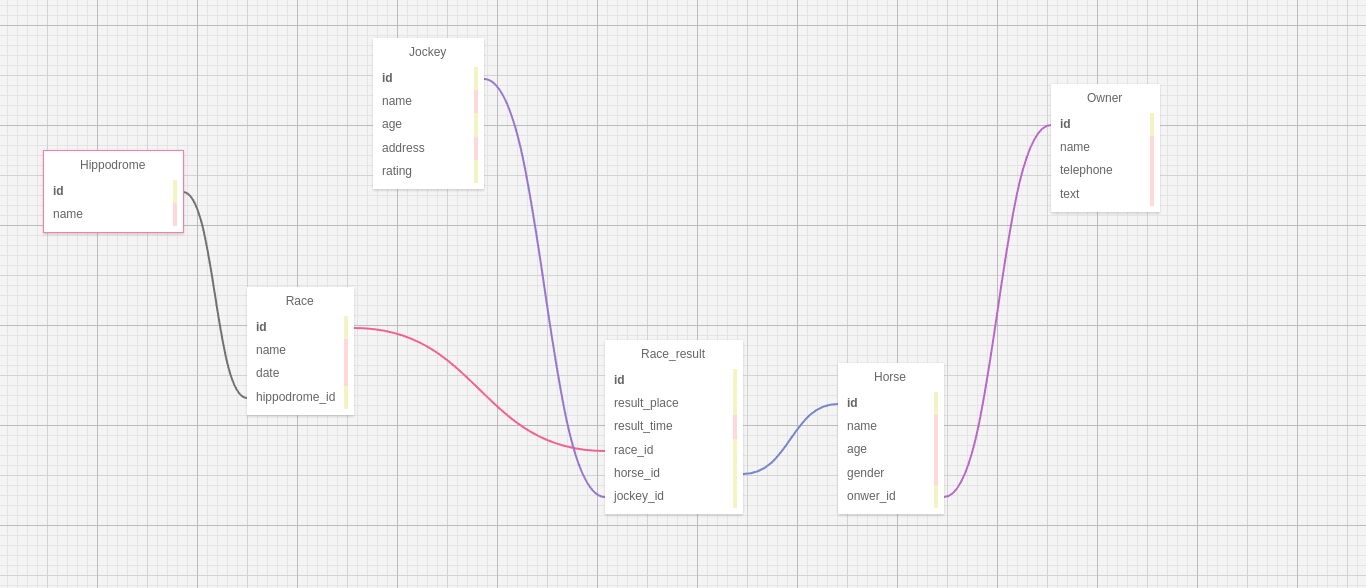 Jockey
id
name
age
address
rating
Owner
id
name
telephone
text
Hippodrome
id
name
Race
id
name
date
hippodrome_id
Race_result
id
result_place
result_time
race_id
horse_id
jockey_id
Horse
id
name
age
gender
onwer_id